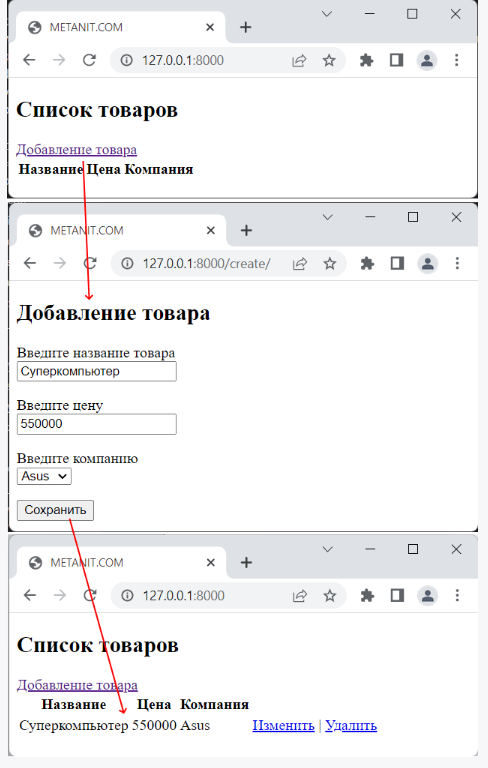 METANIT.COM
127.0.0.1:8000
Список товаров
Добавление товара
Название Цена Компания
METANIT.COM
127.0.0.1:8000/create/
Добавление товара
Введите название товара
Суперкомпьютер
Введите цену
550000
Введите компанию
Asus
Сохранить
METANIT.COM
127.0.0.1:8000
Список товаров
Добавление товара
Название Цена Компания
Суперкомпьютер 550000 Asus Изменить | Удалить